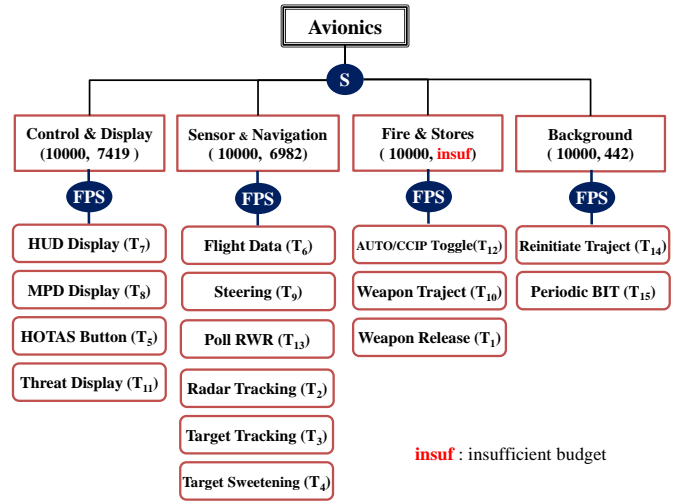 Avionics
S
Control & Display
(10000, 7419 )
Sensor & Navigation
( 10000, 6982)
Fire & Stores
( 10000, insuf)
Background
( 10000, 442)
FPS
FPS
FPS
FPS
HUD Display (T7)
MPD Display (T8)
HOTAS Button (T5)
Threat Display (T11)
Flight Data (T6)
Steering (T9)
Poll RWR (T13)
Radar Tracking (T2)
Target Tracking (T3)
Target Sweetening (T4)
AUTO/CCIP Toggle(T12)
Weapon Traject (T10)
Weapon Release (T1)
Reinitiate Traject (T14)
Periodic BIT (T15)
insuf : insufficient budget